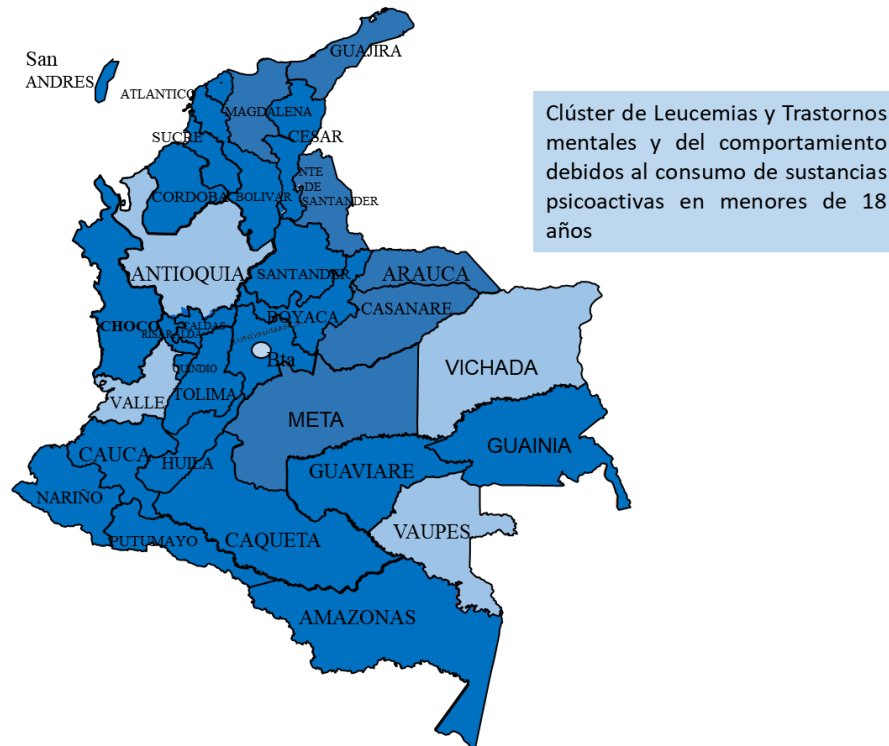 GUAJIRA
San
ANDRES
ATLANTICO
MAGDALENA
SUCRE
CESAR
NTE
DE
SANTANDER
CORDOBA
BOLIVAR
ANTIOQUIA
SANTANDER
ARAUCA
CASANARE
BOYACA
CHOCO
CALDAS
RISARALDA
Bta
VICHADA
QUINDIO
TOLIMA
VALLE
META
CAUCA
HUILA
GUAINIA
GUAVIARE
NARIÑO
VAUPES
PUTUMAYO
CAQUETA
AMAZONAS
Clúster de Leucemias y Trastornos
mentales y del comportamiento
debidos al consumo de sustancias
psicoactivas en menores de 18
años